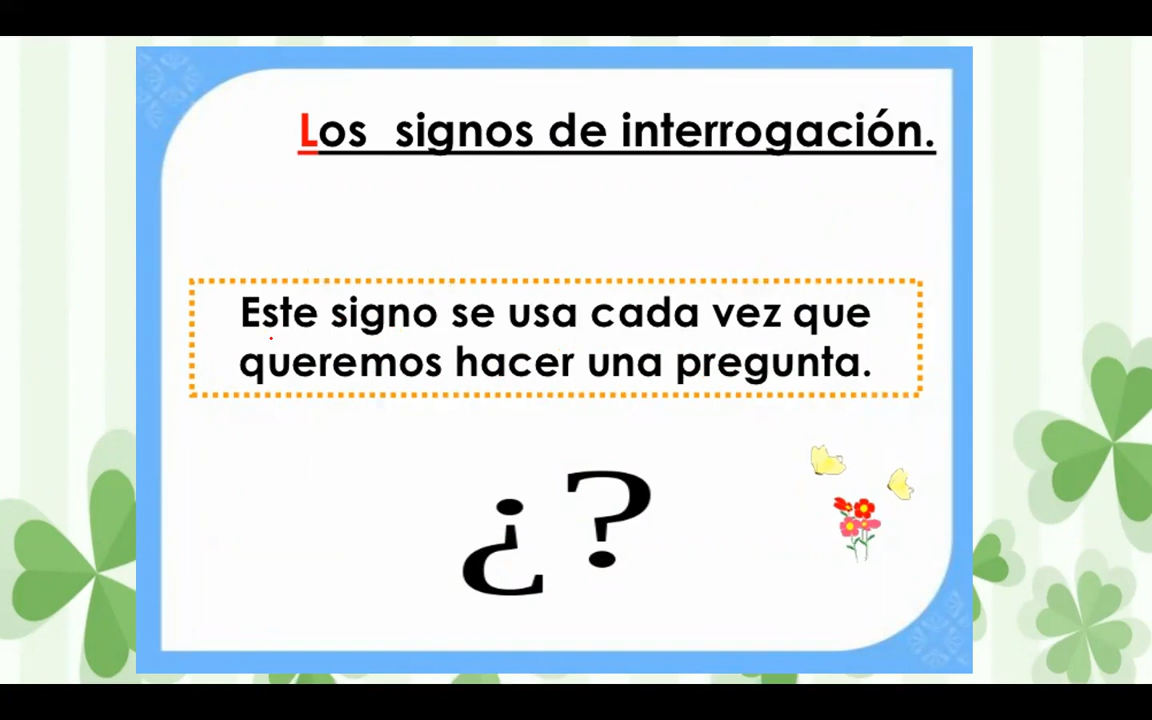 Los  signos de interrogación.
Este signo se usa cada vez que
queremos hacer una pregunta.
¿?